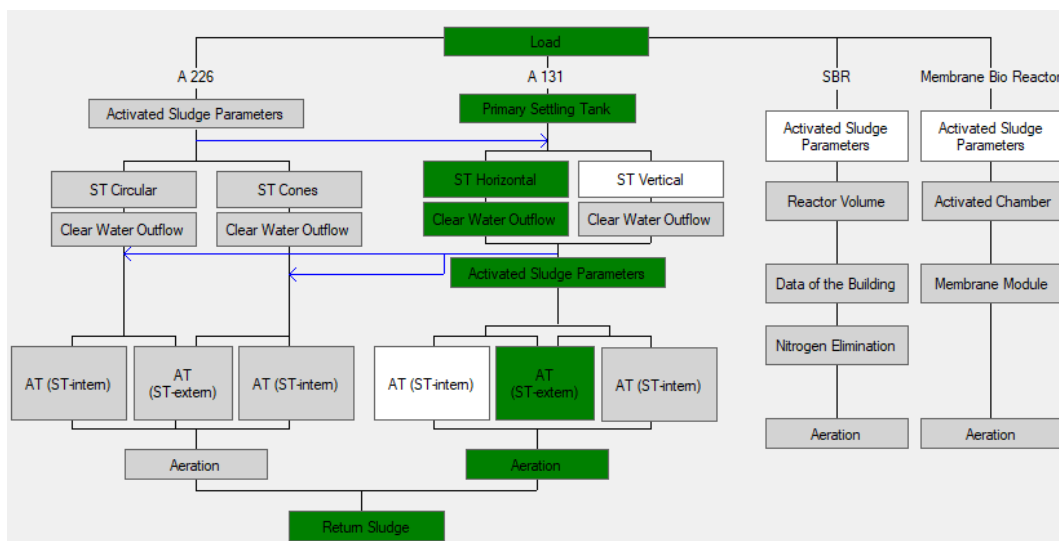 Load
A 226
A 131
SBR
Membrane Bio Reactor
Activated Sludge Parameters
Primary Settling Tank
Activated Sludge
Parameters
Activated Sludge
Parameters
ST Circular
ST Cones
ST Horizontal
ST Vertical
Reactor Volume
Activated Chamber
Clear Water Outflow
Clear Water Outflow
Clear Water Outflow
Clear Water Outflow
Activated Sludge Parameters
Data of the Building
Membrane Module
Nitrogen Elimination
AT (ST-intern)
AT
(ST-extern)
AT (ST-intern)
AT (ST-intern)
AT
(ST-extern)
AT (ST-intern)
Aeration
Aeration
Aeration
Aeration
Return Sludge